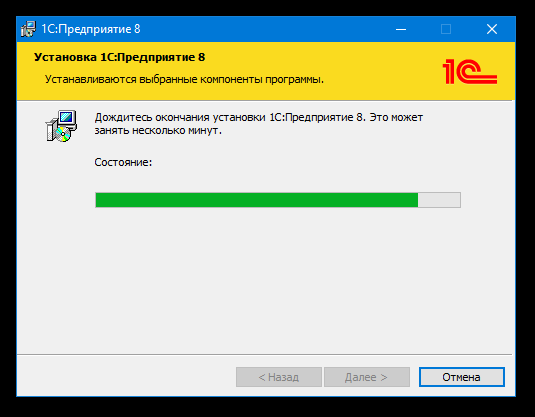 1С:Предприятие 8
Установка 1С:Предприятие 8
Устанавливаются выбранные компоненты программы.
1С
Дождитесь окончания установки 1С:Предприятие 8. Это может
занять несколько минут.
Состояние:
< Назад
Далее >
Отмена